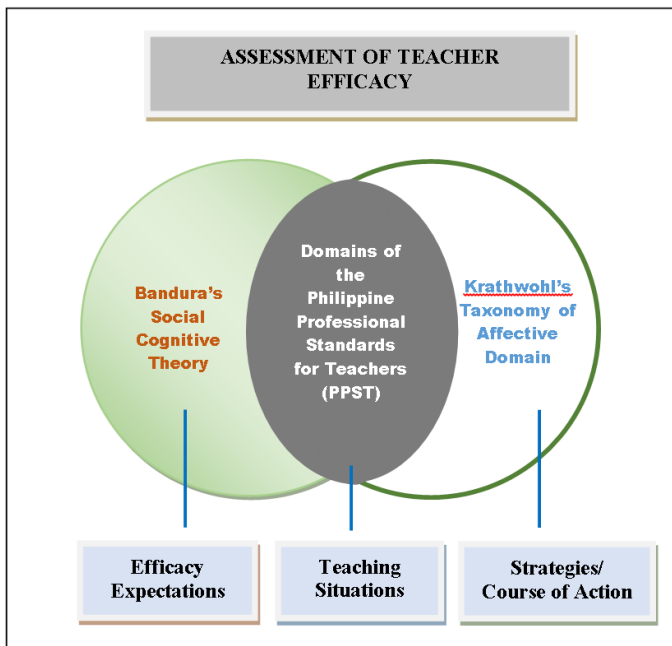 ASSESSMENT OF TEACHER
EFFICACY
Bandura's
Social
Cognitive
Theory
Domains of
the
Philippine
Professional
Standards
for Teachers
(PPST)
Krathwohl's
Taxonomy of
Affective
Domain
Efficacy
Expectations
Teaching
Situations
Strategies/
Course of Action